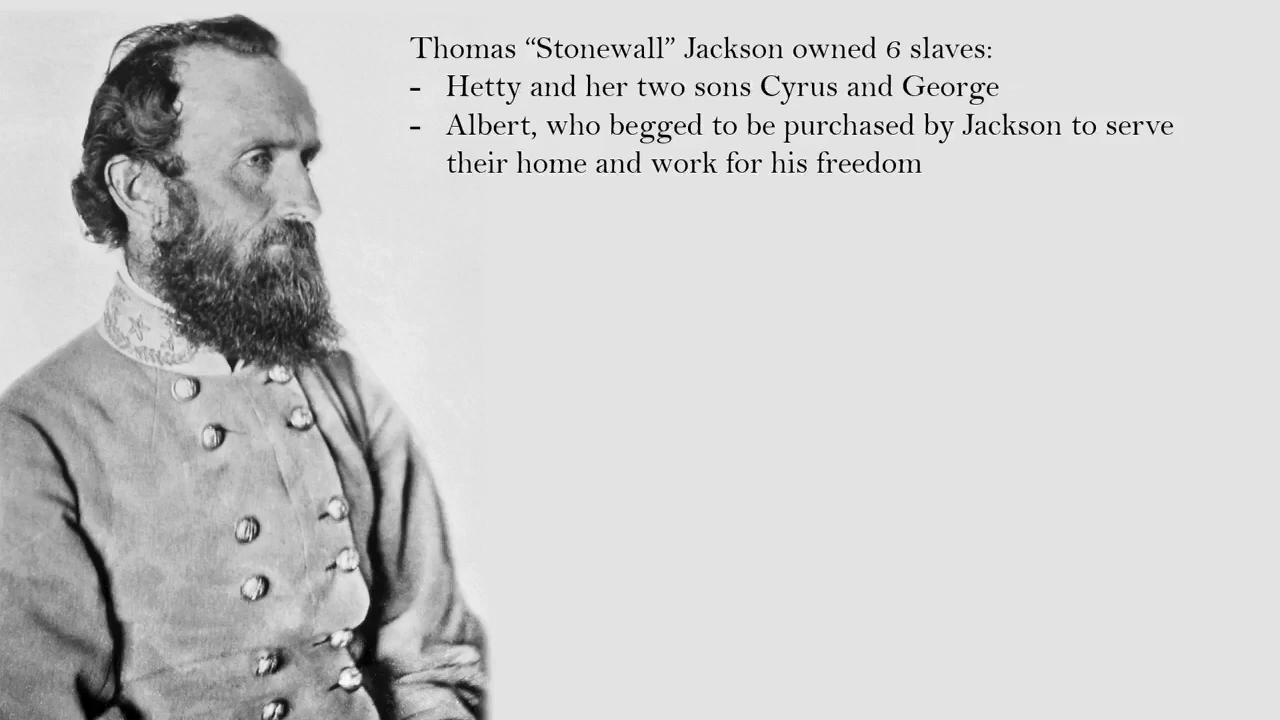 Thomas “Stonewall” Jackson owned 6 slaves:
- Hetty and her two sons Cyrus and George
- Albert, who begged to be purchased by Jackson to serve
their home and work for his freedom